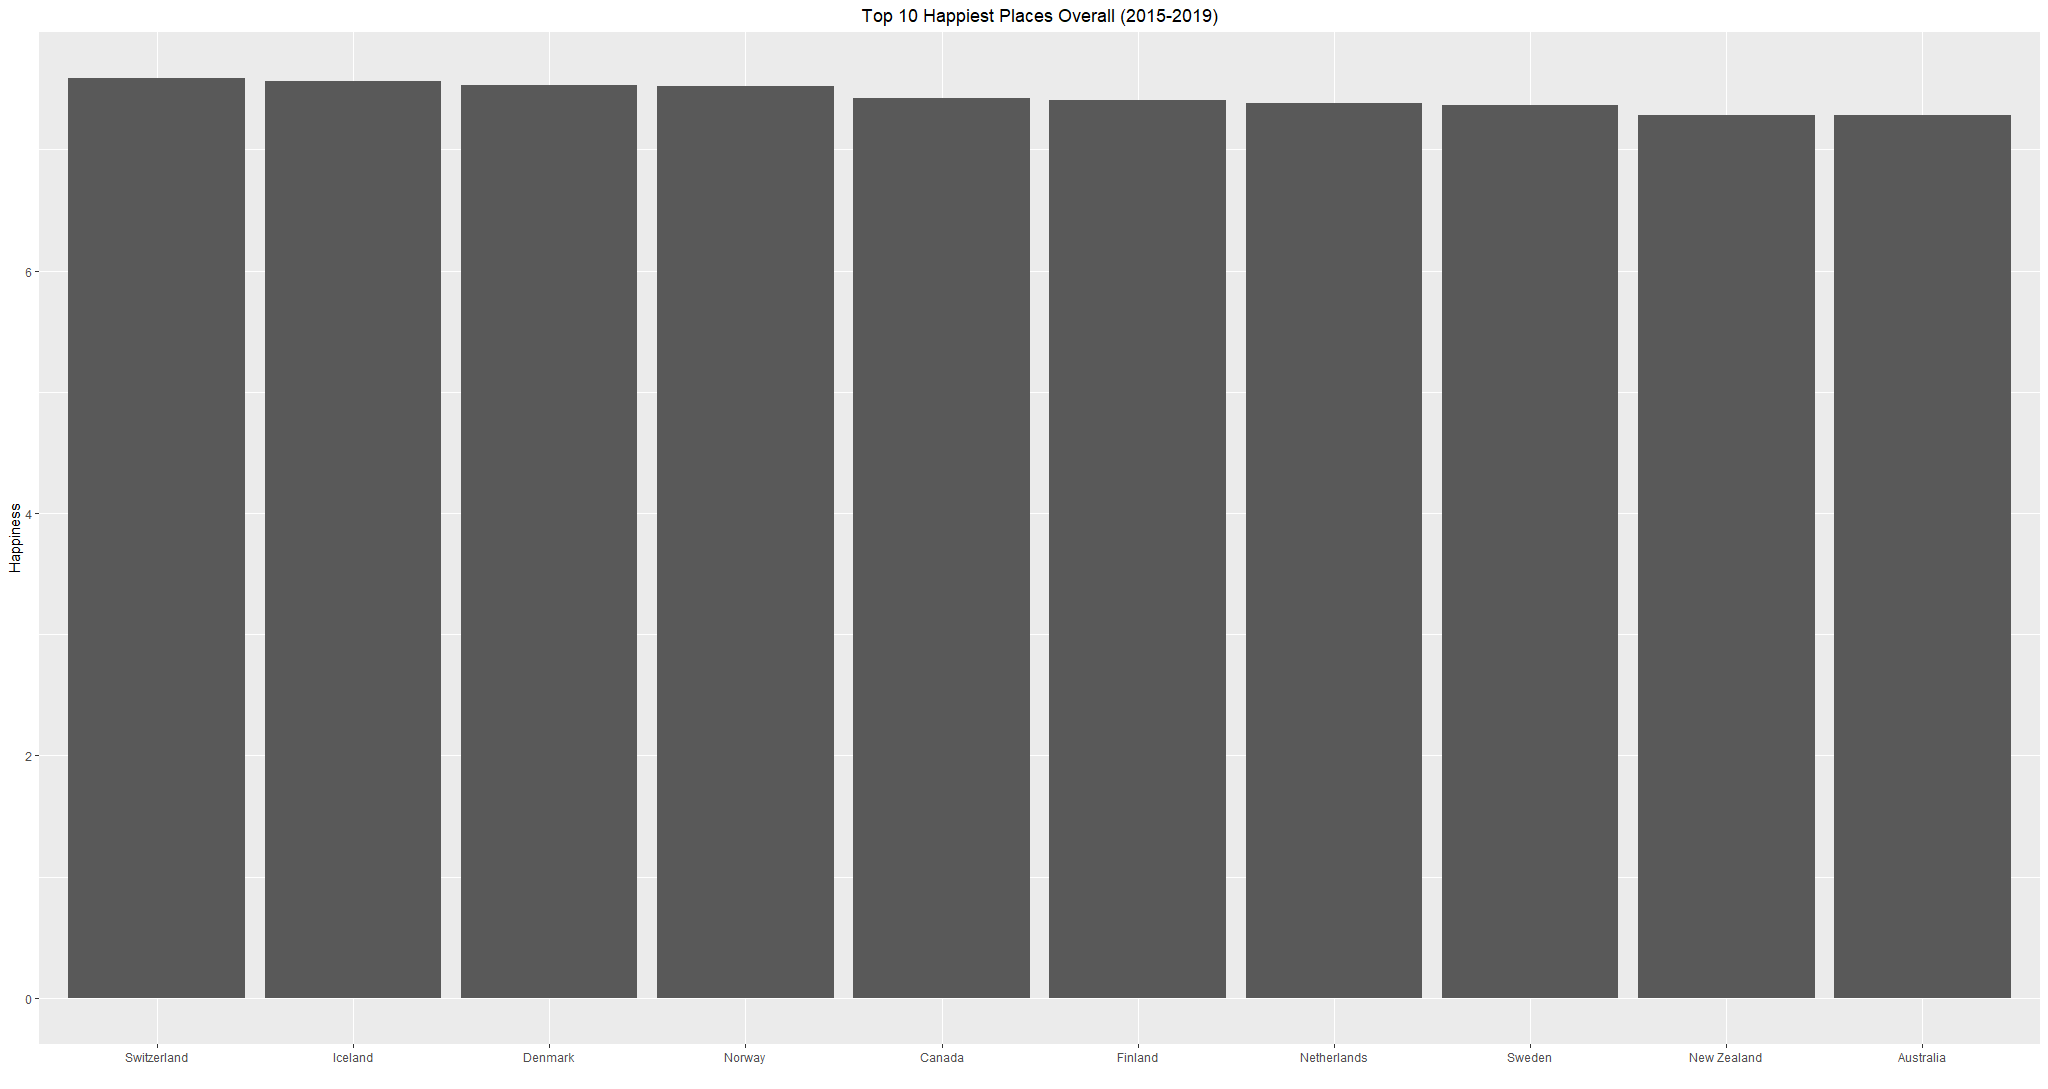 Top 10 Happiest Places Overall (2015-2019)
Happiness
6
4
2
0
Switzerland
Iceland
Denmark
Norway
Canada
Finland
Netherlands
Sweden
New Zealand
Australia